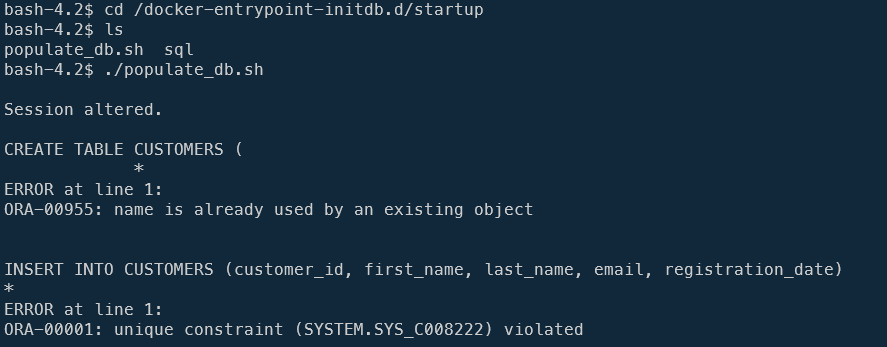 bash-4.2$ cd /docker-entrypoint-initdb.d/startup
bash-4.2$ ls
populate_db.sh  sql
bash-4.2$ ./populate_db.sh
Session altered.
CREATE TABLE CUSTOMERS (
*
ERROR at line 1:
ORA-00955: name is already used by an existing object
INSERT INTO CUSTOMERS (customer_id, first_name, last_name, email, registration_date)
*
ERROR at line 1:
ORA-00001: unique constraint (SYSTEM.SYS_C008222) violated